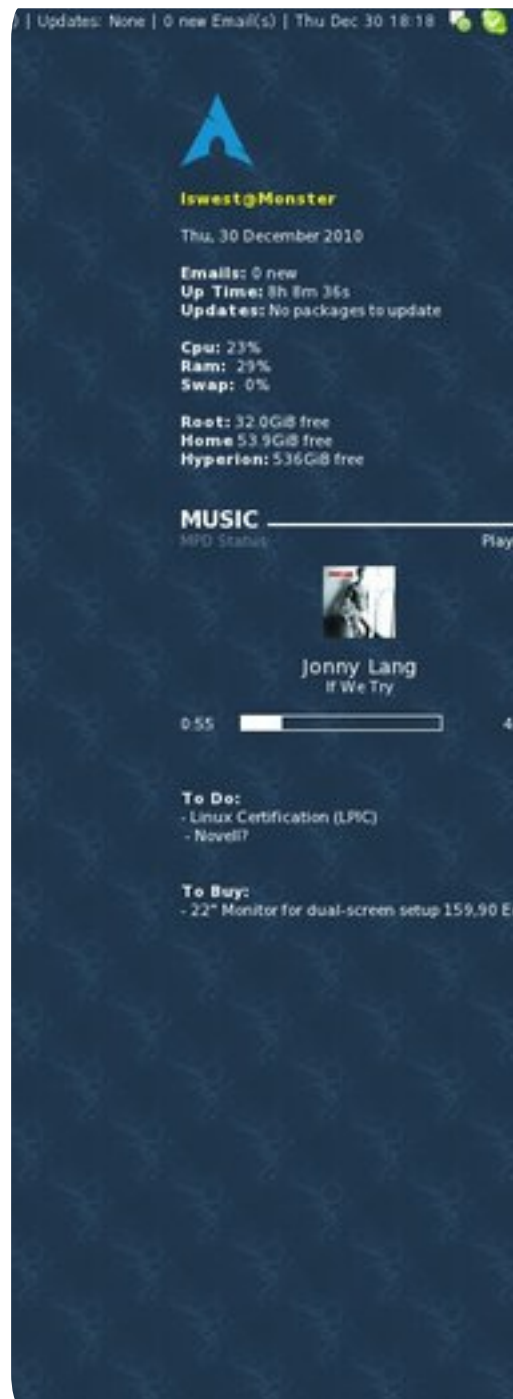 ) | Updates: None | 0 new Email(s) | Thu Dec 30 18:18
lswest@Monster
Thu, 30 December 2010
Emails: 0 new
Up Time: 8h 8m 36s
Updates: No packages to update
Cpu: 23%
Ram: 29%
Swap: 0%
Root: 32.0GiB free
Home 53.9GiB free
Hyperion: 536GiB free
MUSIC
MPD Status Play
Jonny Lang
If We Try
0:55 4
To Do:
- Linux Certification (LPIC)
- Novell?
To Buy:
- 22" Monitor for dual-screen setup 159,90 E